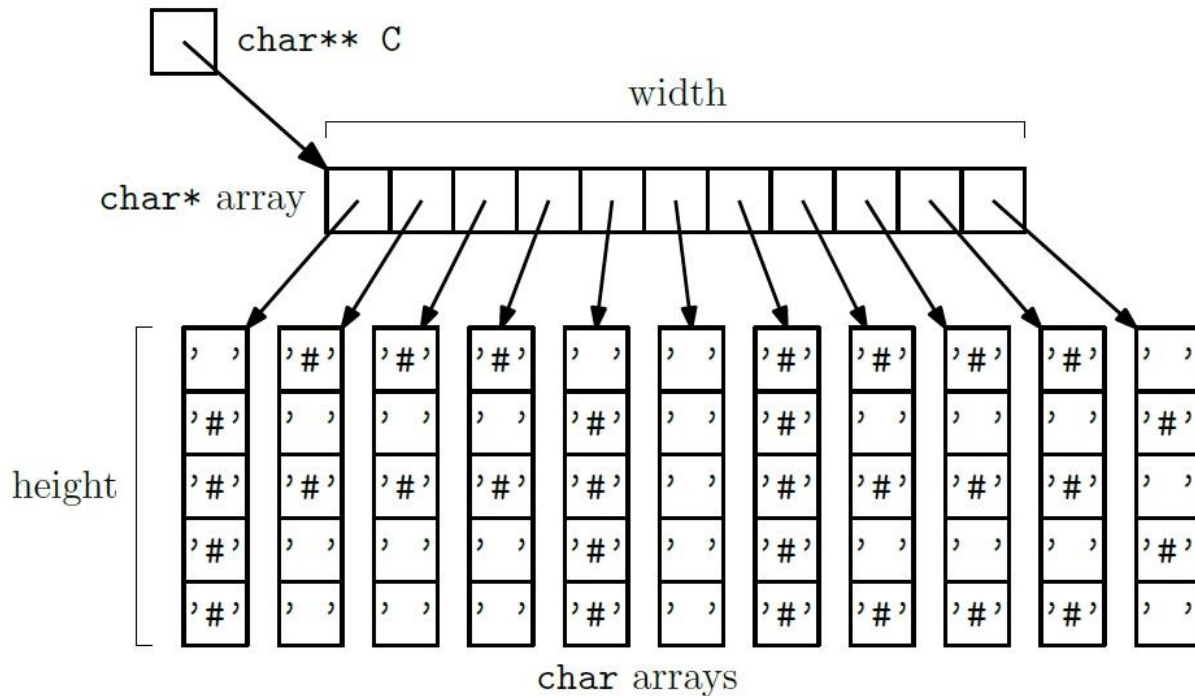 char** C
width
char* array
’ ’ ’#’ ’#’ ’#’ ’ ’ ’ ’ ’#’ ’#’ ’#’ ’#’ ’ ’
’#’ ’ ’ ’ ’ ’ ’ ’#’ ’ ’ ’#’ ’ ’ ’ ’ ’ ’ ’#’
height
’#’ ’#’ ’#’ ’#’ ’#’ ’ ’ ’#’ ’#’ ’#’ ’#’ ’ ’
’#’ ’ ’ ’ ’ ’ ’ ’#’ ’ ’ ’#’ ’ ’ ’ ’ ’ ’ ’#’
’#’ ’ ’ ’ ’ ’ ’ ’#’ ’ ’ ’#’ ’#’ ’#’ ’#’ ’ ’
char arrays